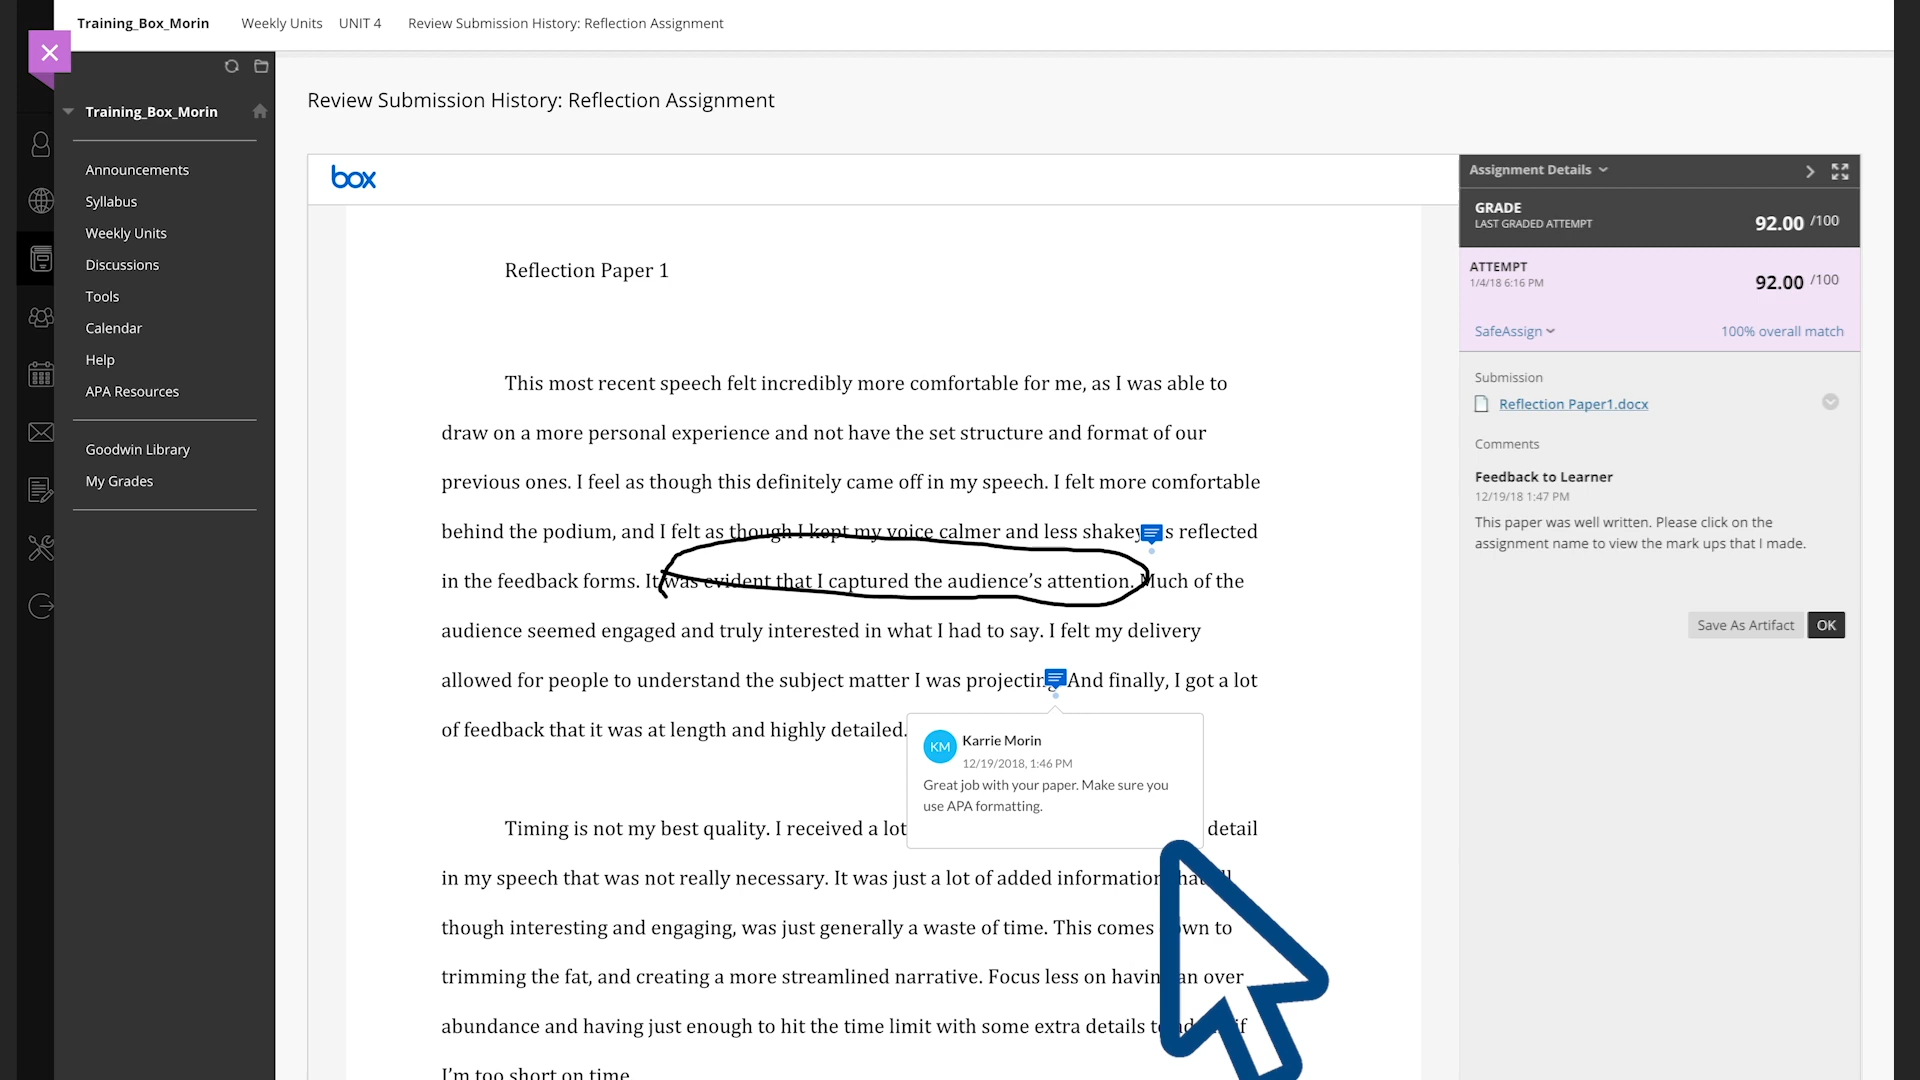 Training_Box_Morin Weekly Units UNIT 4 Review Submission History: Reflection Assignment
Training_Box_Morin
Announcements
Syllabus
Weekly Units
Discussions
Tools
Calendar
Help
APA Resources
Goodwin Library
My Grades
Review Submission History: Reflection Assignment
box
Reflection Paper 1
This most recent speech felt incredibly more comfortable for me, as I was able to
draw on a more personal experience and not have the set structure and format of our
previous ones. I feel as though this definitely came off in my speech. I felt more comfortable
behind the podium, and I felt as though I kept my voice calmer and less shakey s reflected
in the feedback forms. It was evident that I captured the audience's attention. Much of the
audience seemed engaged and truly interested in what I had to say. I felt my delivery
allowed for people to understand the subject matter I was projecting And finally, I got a lot
of feedback that it was at length and highly detailed.
Karrie Morin
KM
12/19/2018, 1:46 PM
Great job with your paper. Make sure you
use APA formatting.
Timing is not my best quality. I received a lot detail
in my speech that was not really necessary. It was just a lot of added information
though interesting and engaging, was just generally a waste of time. This comes wn to
trimming the fat, and creating a more streamlined narrative. Focus less on having an over
abundance and having just enough to hit the time limit with some extra details if
I'm too short on time.
Assignment Details
GRADE
LAST GRADED ATTEMPT
92.00 /100
ATTEMPT
1/4/18 6:16 PM
92.00 /100
SafeAssign 100% overall match
Submission
Reflection Paper1.docx
Comments
Feedback to Learner
12/19/18 1:47 PM
This paper was well written. Please click on the
assignment name to view the mark ups that I made.
Save As Artifact OK